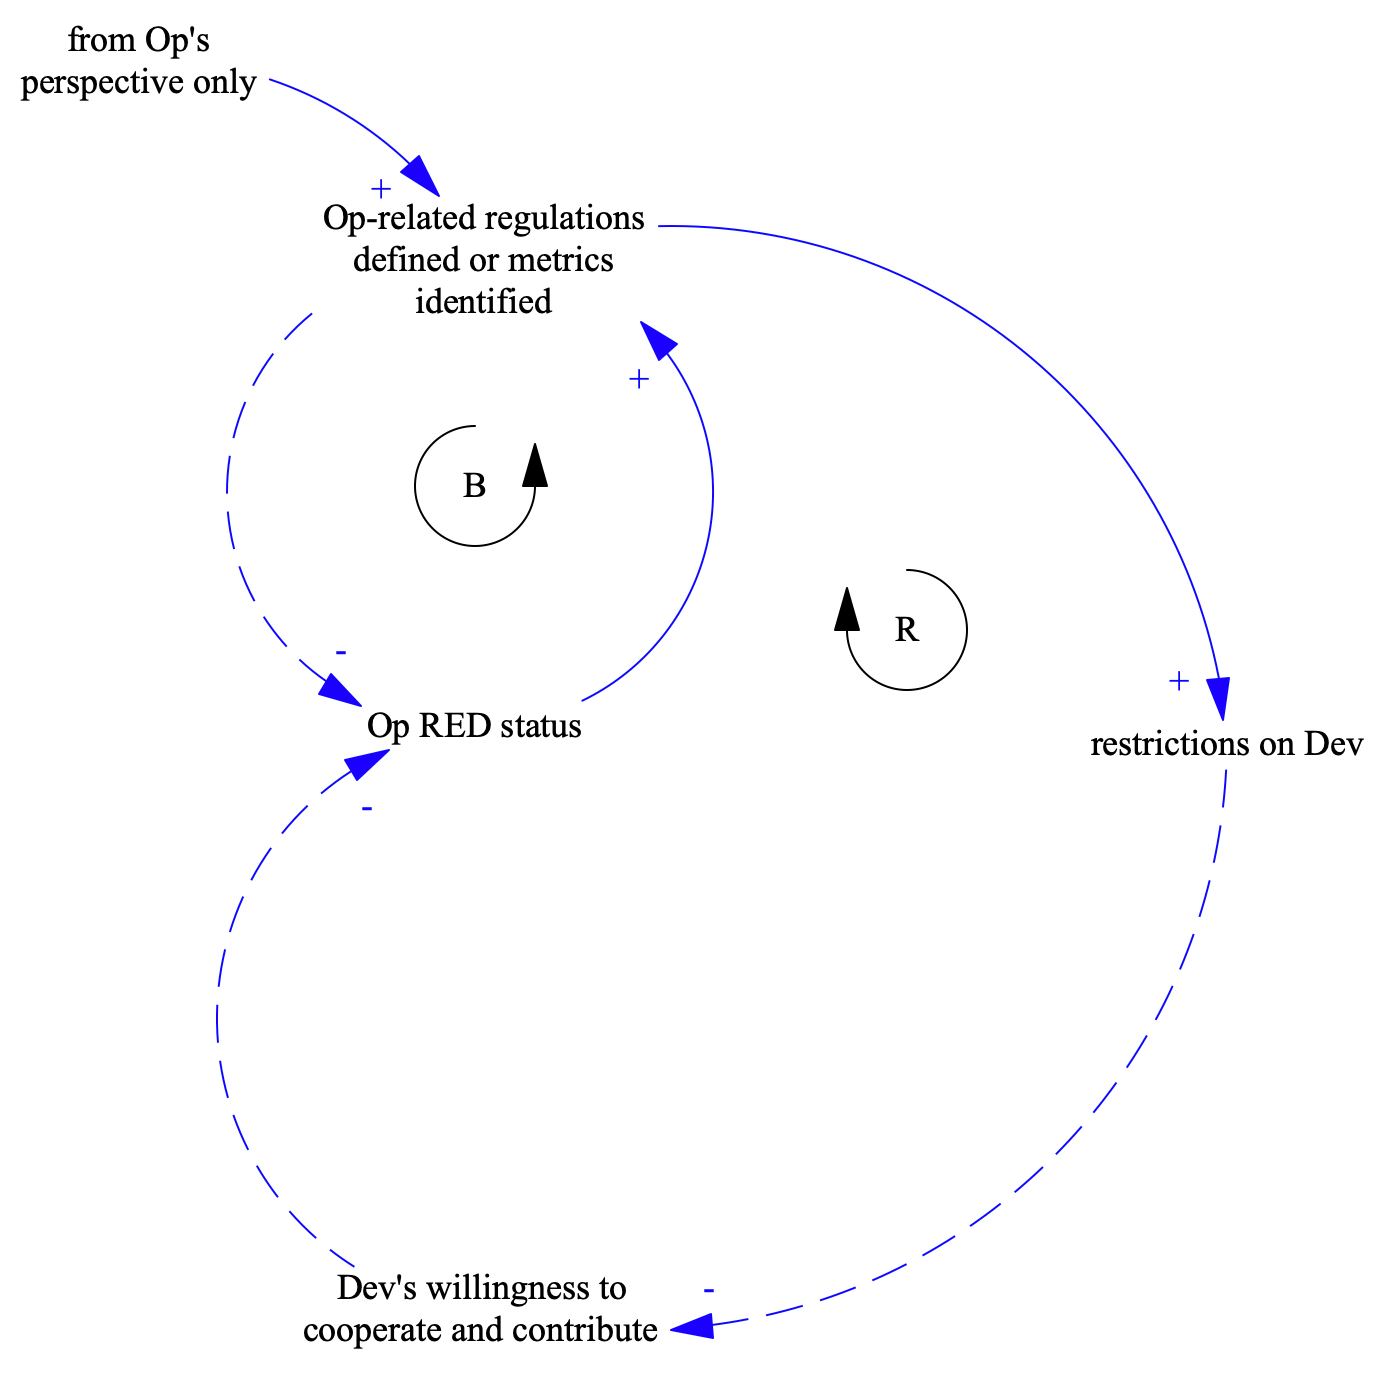 from Op's
perspective only
+
Op-related regulations
defined or metrics
identified
+
B
R
-
+
Op RED status
restrictions on Dev
-
Dev's willingness to
cooperate and contribute
-